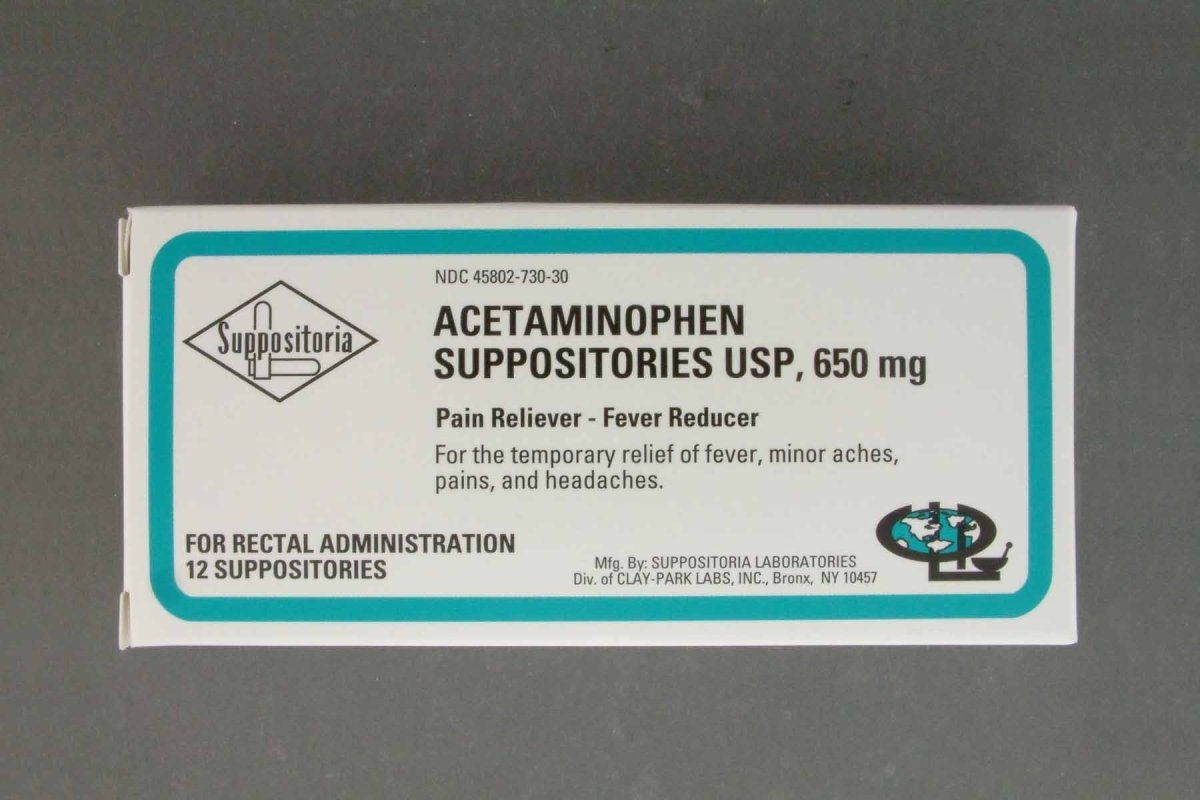 NDC 45802-730-30
Suppositoria
ACETAMINOPHEN
SUPPOSITORIES USP, 650 mg
Pain Reliever - Fever Reducer
For the temporary relief of fever, minor aches,
pains, and headaches.
FOR RECTAL ADMINISTRATION
12 SUPPOSITORIES
Mfg. By: SUPPOSITORIA LABORATORIES
Div. of CLAY-PARK LABS, INC., Bronx, NY 10457